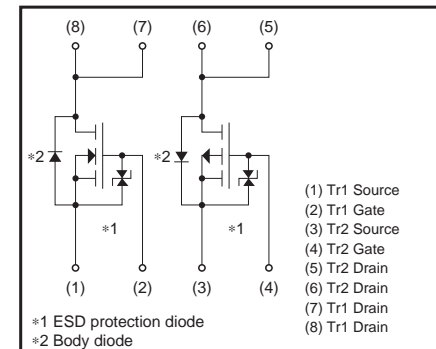 (8) (7) (6) (5)
∗2 ∗2
∗1 ∗1
(1) (2) (3) (4)
(1) Tr1 Source
(2) Tr1 Gate
(3) Tr2 Source
(4) Tr2 Gate
(5) Tr2 Drain
(6) Tr2 Drain
(7) Tr1 Drain
(8) Tr1 Drain
∗1 ESD protection diode
∗2 Body diode